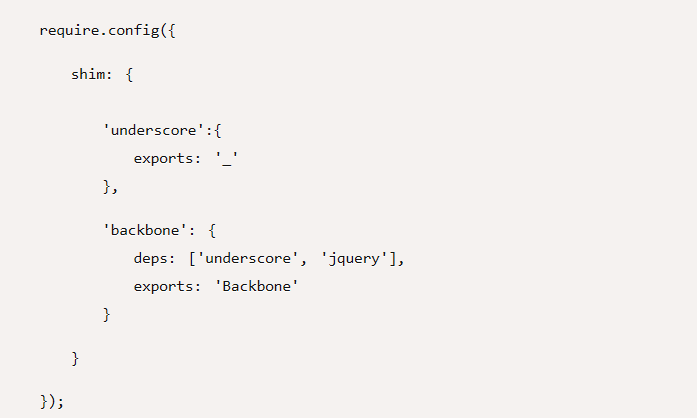 require.config({
shim: {
'underscore':{
exports: '_'
},
'backbone': {
deps: ['underscore', 'jquery'],
exports: 'Backbone'
}
}
});